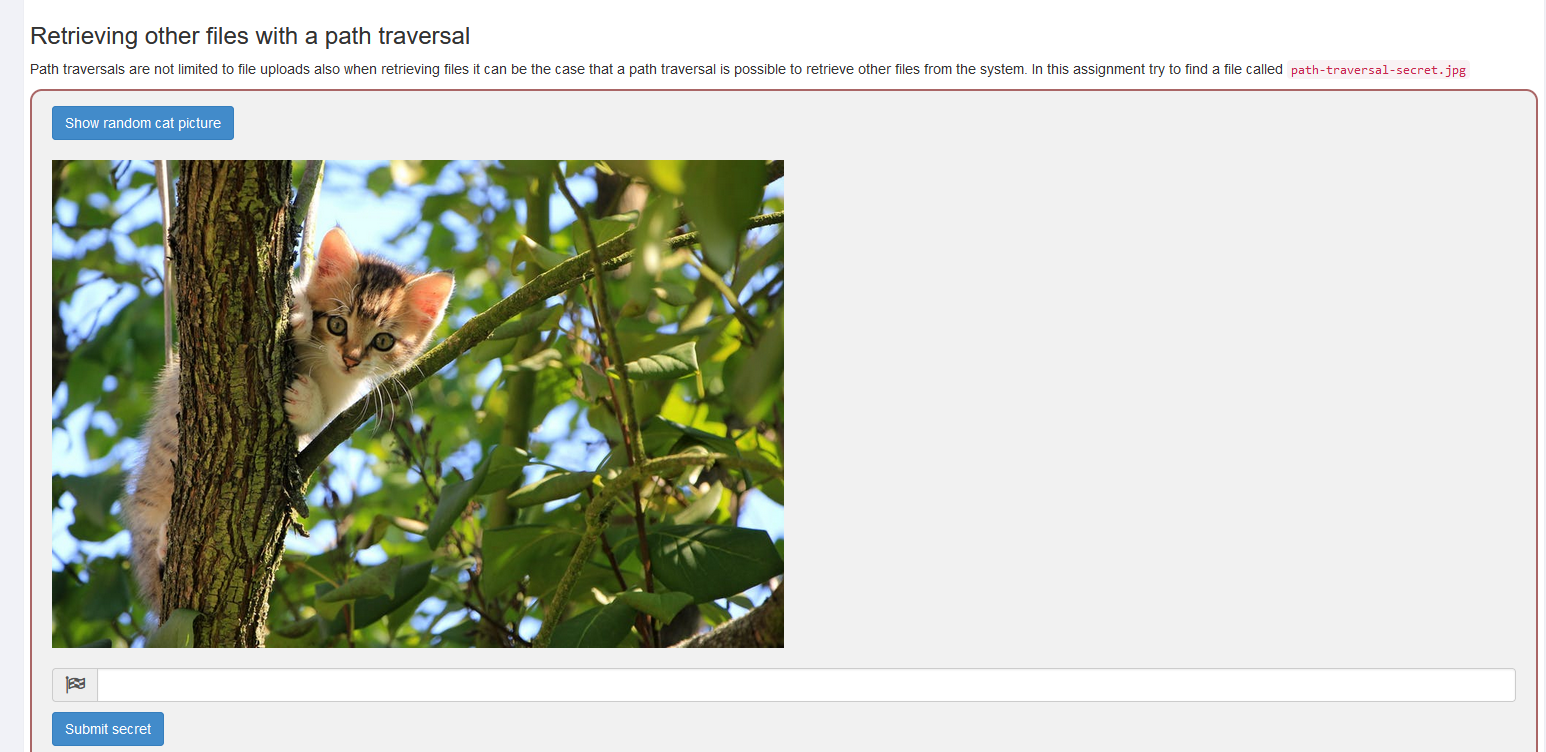 Retrieving other files with a path traversal
Path traversals are not limited to file uploads also when retrieving files it can be the case that a path traversal is possible to retrieve other files from the system. In this assignment try to find a file called path-traversal-secret.jpg
Show random cat picture
Submit secret